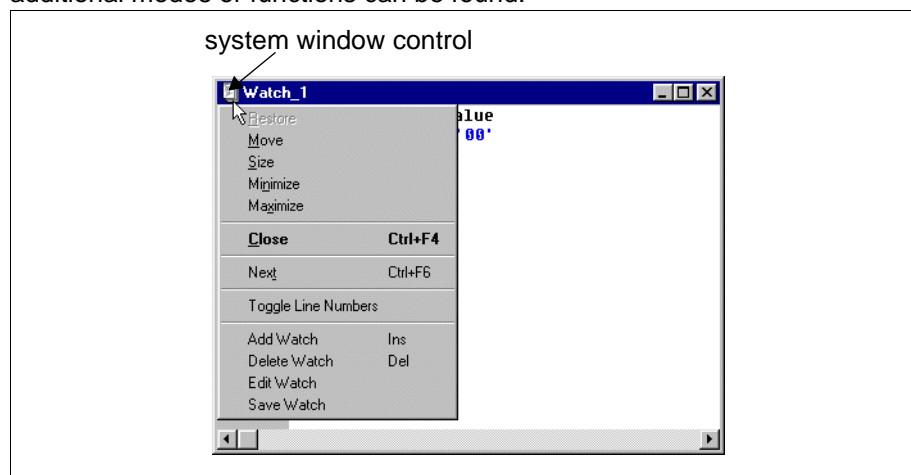 additional modes or functions can be found.
system window control
Watch_1
alue
Restore
'00'
Move
Size
Minimize
Maximize
Close Ctrl+F4
Next Ctrl+F6
Toggle Line Numbers
Add Watch Ins
Delete Watch Del
Edit Watch
Save Watch